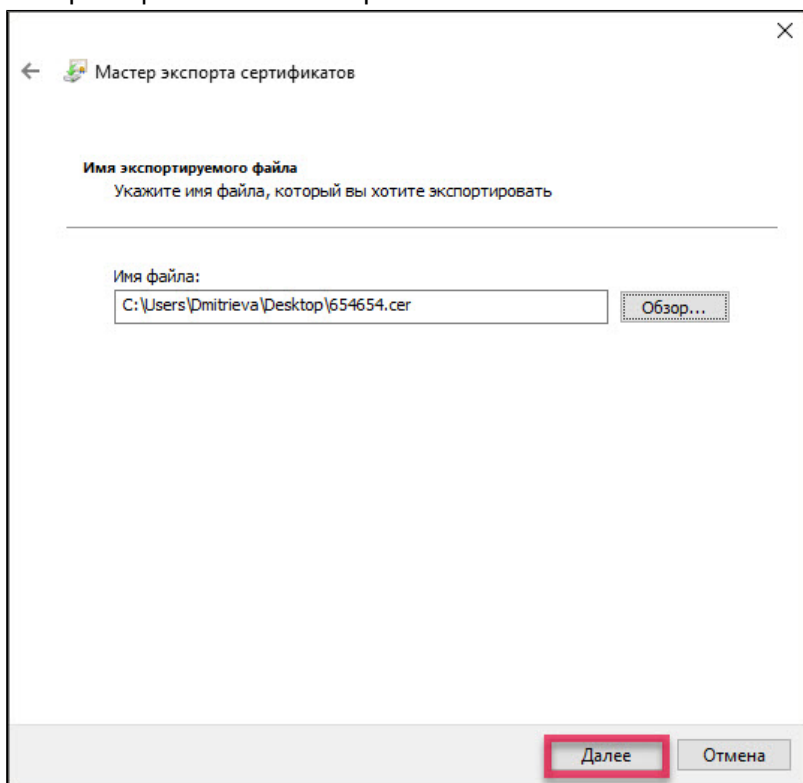 Мастер экспорта сертификатов
Имя экспортируемого файла
Укажите имя файла, который вы хотите экспортировать
Имя файла:
C:\Users\Dmitrieva\Desktop\654654.cer
Обзор...
Далее
Отмена